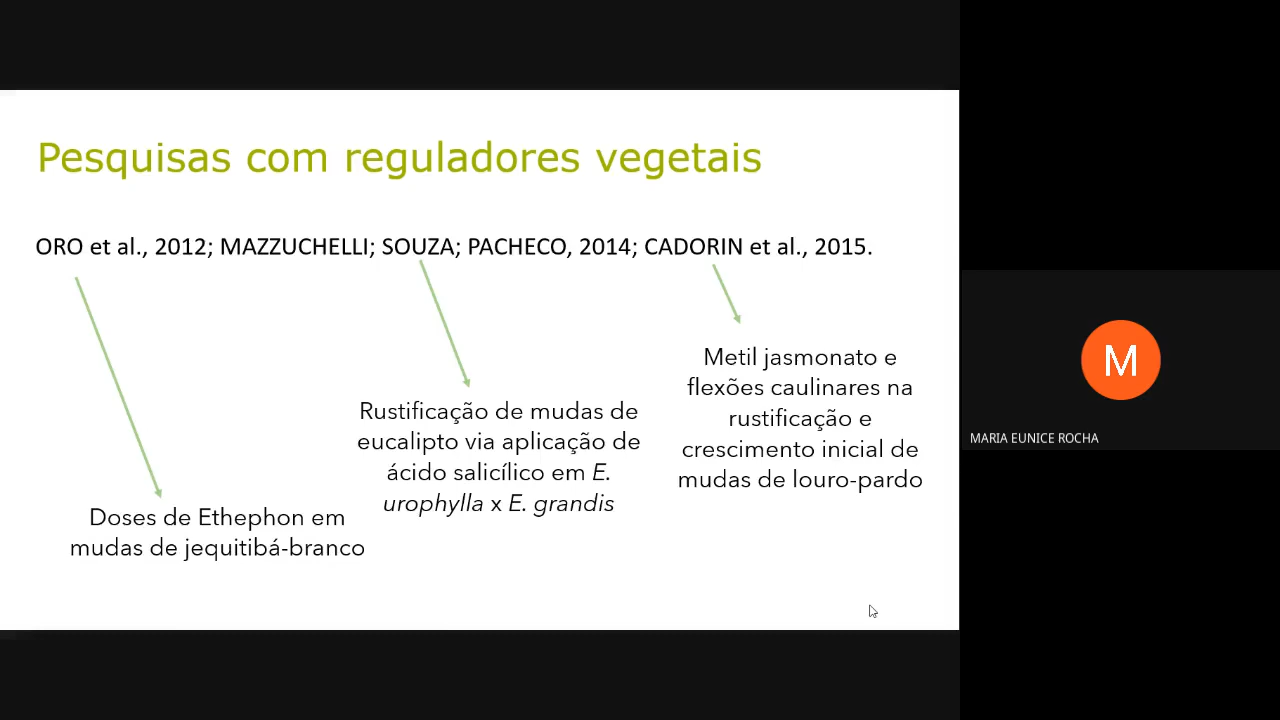 Pesquisas com reguladores vegetais
ORO et al., 2012; MAZZUCHELLI; SOUZA; PACHECO, 2014; CADORIN et al., 2015.
Doses de Ethephon em
mudas de jequitibá-branco
Rustificação de mudas de
eucalipto via aplicação de
ácido salicílico em E.
urophylla x E. grandis
Metil jasmonato e
flexões caulinares na
rustificação e
crescimento inicial de
mudas de louro-pardo
M
MARIA EUNICE ROCHA